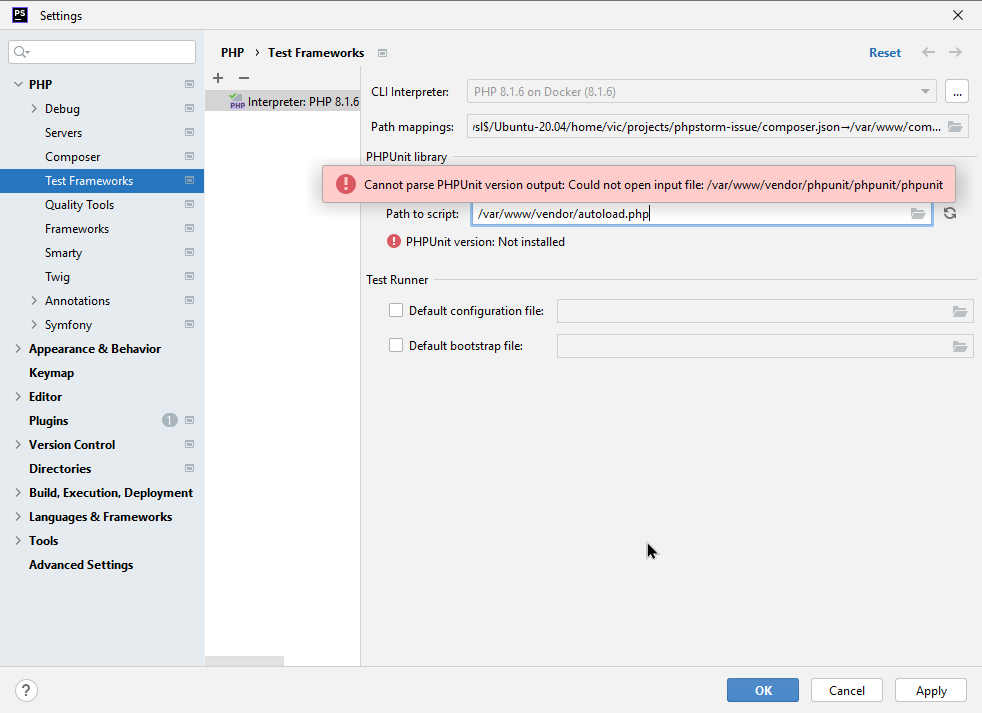 PS Settings
PHP › Test Frameworks Reset
PHP
Debug
Servers
Composer
Test Frameworks
Quality Tools
Frameworks
Smarty
Twig
Annotations
Symfony
Appearance & Behavior
Keymap
Editor
Plugins 1
Version Control
Directories
Build, Execution, Deployment
Languages & Frameworks
Tools
Advanced Settings
+ −
PHP Interpreter: PHP 8.1.6
CLI Interpreter: PHP 8.1.6 on Docker (8.1.6) ...
Path mappings: vsl$/Ubuntu-20.04/home/vic/projects/phpstorm-issue/composer.json→/var/www/com...
PHPUnit library
Cannot parse PHPUnit version output: Could not open input file: /var/www/vendor/phpunit/phpunit/phpunit
Path to script: /var/www/vendor/autoload.php
PHPUnit version: Not installed
Test Runner
Default configuration file:
Default bootstrap file:
? OK Cancel Apply